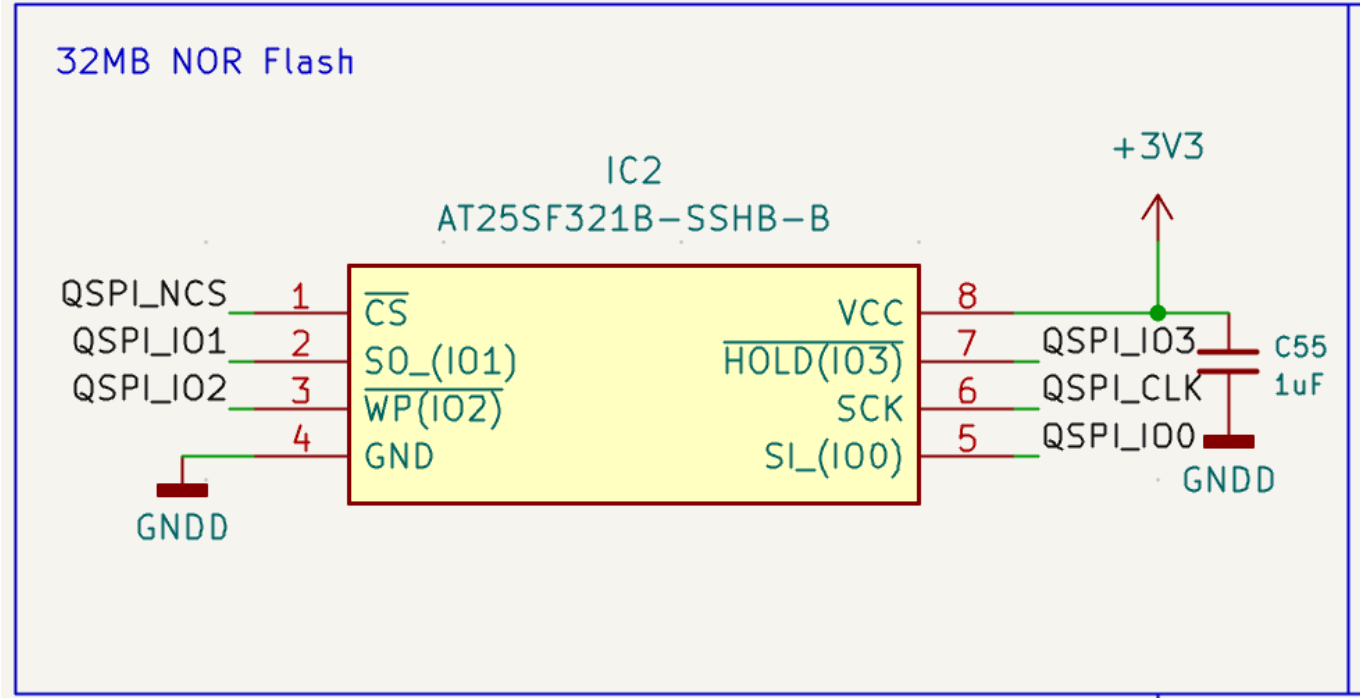 32MB NOR Flash
+3V3
IC2
AT25SF321B-SSHB-B
QSPI_NCS 1 CS VCC 8
QSPI_IO1 2 SO_(IO1) HOLD(IO3) 7 QSPI_IO3 C55
QSPI_IO2 3 WP(IO2) SCK 6 QSPI_CLK 1uF
4 GND SI_(IO0) 5 QSPI_IO0
GNDD
GNDD